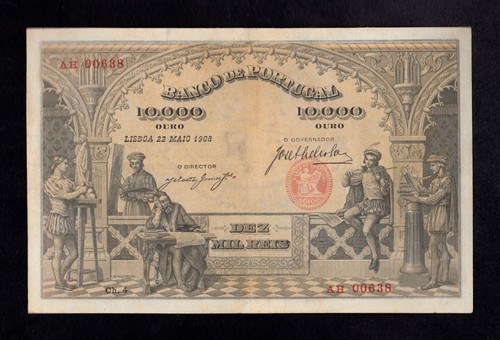 AH 00638
BANCO DE PORTUGAL
10.000 10.000
OURO OURO
LISBOA 22 MAIO 1908
O GOVERNADOR
O DIRECTOR
DEZ
MIL REIS
Ch. 4
AH 00638